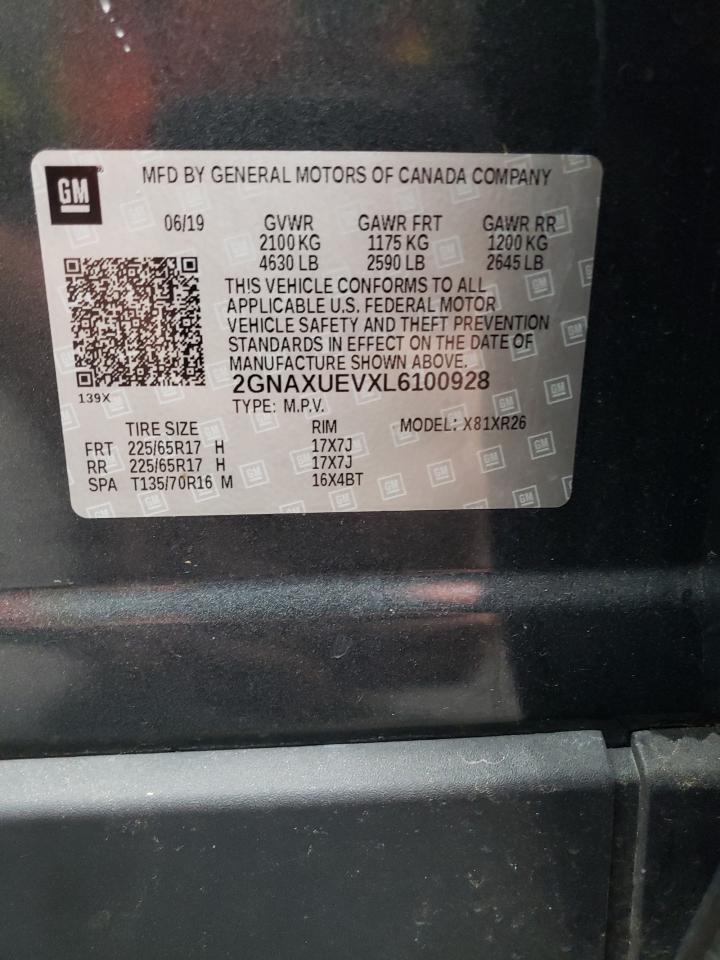 GM
MFD BY GENERAL MOTORS OF CANADA COMPANY
06/19 GVWR GAWR FRT GAWR RR
2100 KG 1175 KG 1200 KG
4630 LB 2590 LB 2645 LB
THIS VEHICLE CONFORMS TO ALL
APPLICABLE U.S. FEDERAL MOTOR
VEHICLE SAFETY AND THEFT PREVENTION
STANDARDS IN EFFECT ON THE DATE OF
MANUFACTURE SHOWN ABOVE.
139X
2GNAXUEVXL6100928
TYPE: M.P.V.
TIRE SIZE RIM MODEL: X81XR26
FRT 225/65R17 H 17X7J
RR 225/65R17 H 17X7J
SPA T135/70R16 M 16X4BT